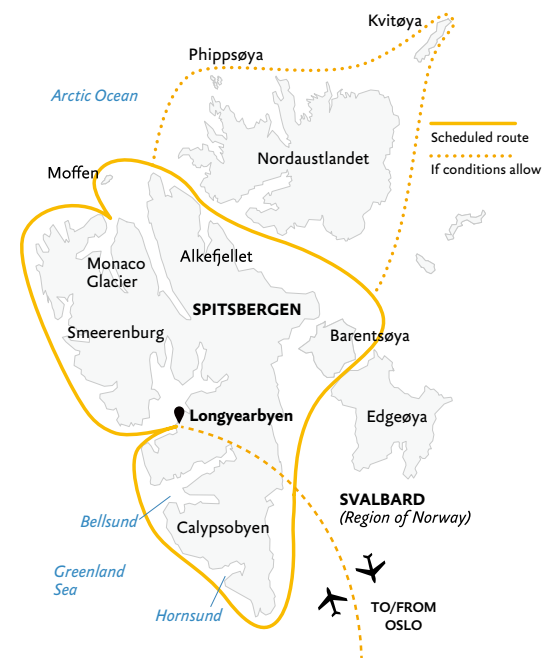 Kvitøya
Phippsøya
Arctic Ocean
Scheduled route
Nordaustlandet
If conditions allow
Moffen
Alkefjellet
Monaco
Glacier
SPITSBERGEN
Smeerenburg
Barentsøya
Longyearbyen
Edgeøya
SVALBARD
(Region of Norway)
Bellsund
Calypsobyen
Greenland
Sea
Hornsund
TO/FROM
OSLO